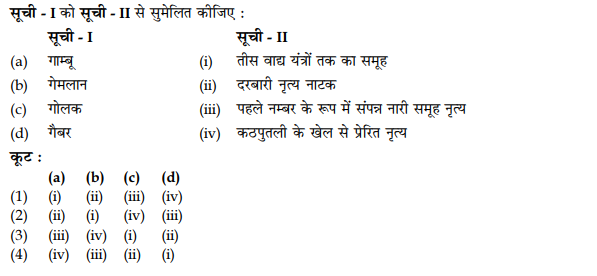 सूची - I को सूची - II से सुमेलित कीजिए :
सूची - I सूची - II
(a) गाम्बू (i) तीस वाद्य यंत्रों तक का समूह
(b) गेमलान (ii) दरबारी नृत्य नाटक
(c) गोलक (iii) पहले नम्बर के रूप में संपन्न नारी समूह नृत्य
(d) गैबर (iv) कठपुतली के खेल से प्रेरित नृत्य
कूट :
(a) (b) (c) (d)
(1) (i) (ii) (iii) (iv)
(2) (ii) (i) (iv) (iii)
(3) (iii) (iv) (i) (ii)
(4) (iv) (iii) (ii) (i)